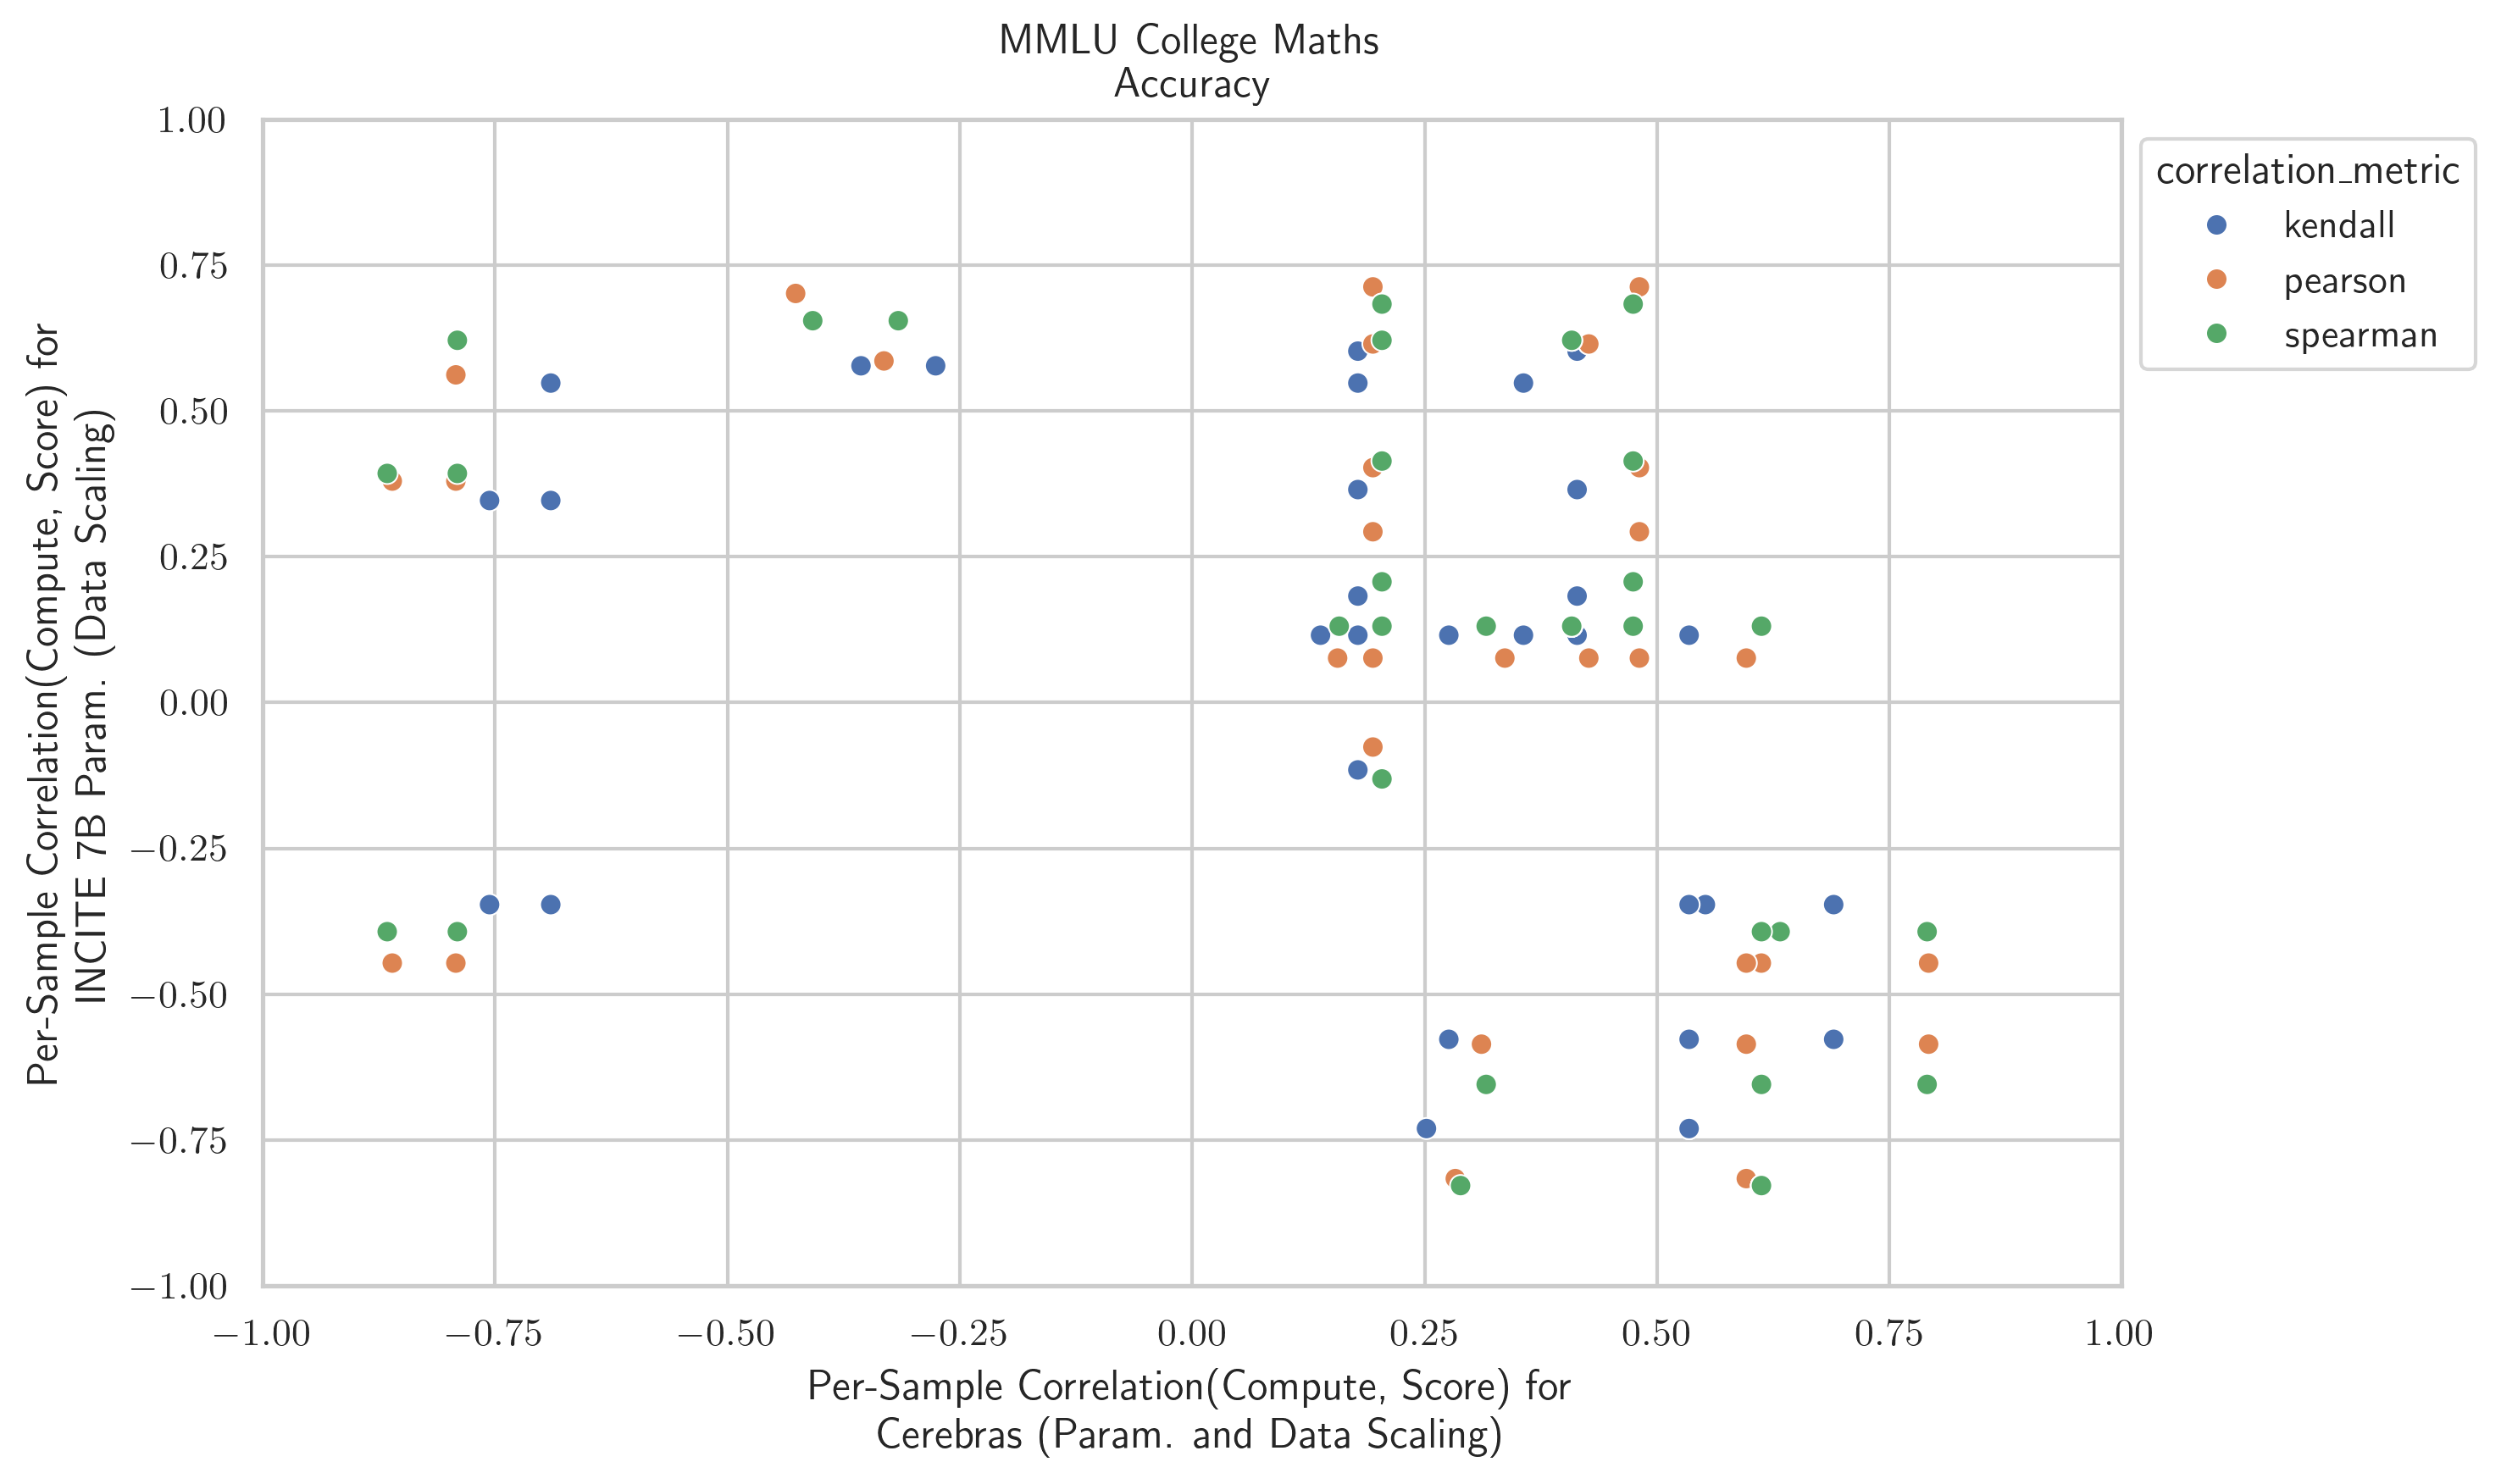 MMLU College Maths
Accuracy
correlation_metric
kendall
pearson
spearman
Per-Sample Correlation(Compute, Score) for
INCITE 7B Param. (Data Scaling)
1.00
0.75
0.50
0.25
0.00
−0.25
−0.50
−0.75
−1.00
−1.00 −0.75 −0.50 −0.25 0.00 0.25 0.50 0.75 1.00
Per-Sample Correlation(Compute, Score) for
Cerebras (Param. and Data Scaling)